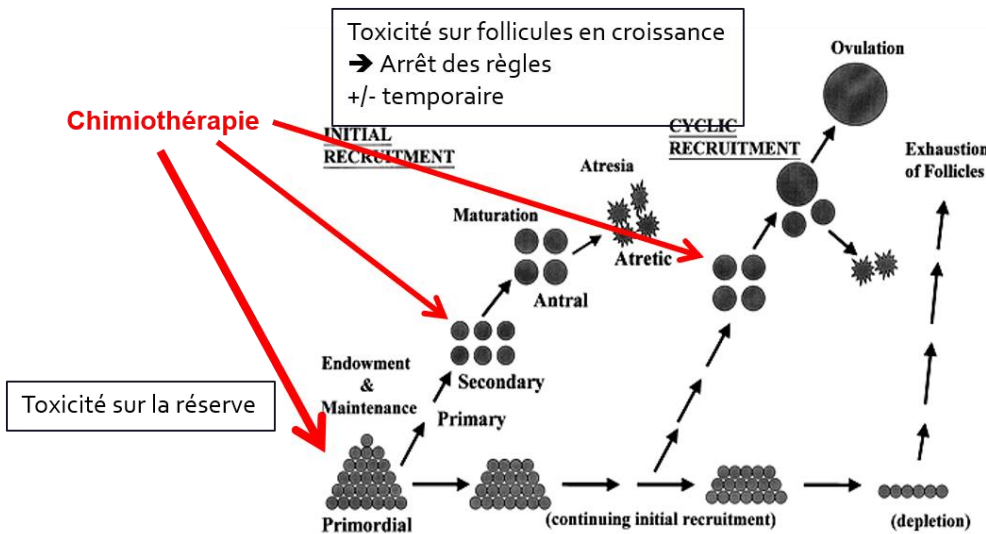 Toxicité sur follicules en croissance
➔ Arrêt des règles
+/- temporaire
Ovulation
Chimiothérapie
INITIAL
RECRUITMENT
CYCLIC
RECRUITMENT
Exhaustion
of Follicles
Atresia
Maturation
Atretic
Antral
Endowment
&
Maintenance
Secondary
Toxicité sur la réserve
Primary
Primordial
(continuing initial recruitment)
(depletion)